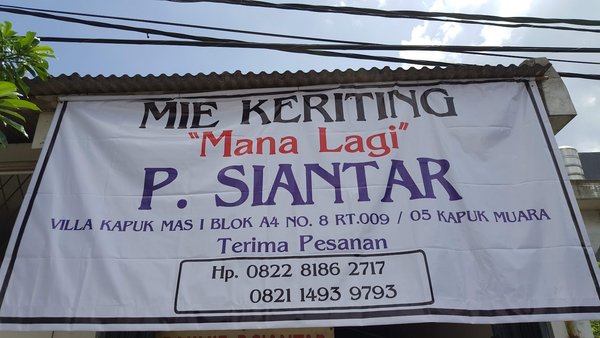 MIE KERITING
"Mana Lagi"
P. SIANTAR
VILLA KAPUK MAS I BLOK A4 NO. 8 RT.009 / 05 KAPUK MUARA
Terima Pesanan
Hp. 0822 8186 2717
0821 1493 9793